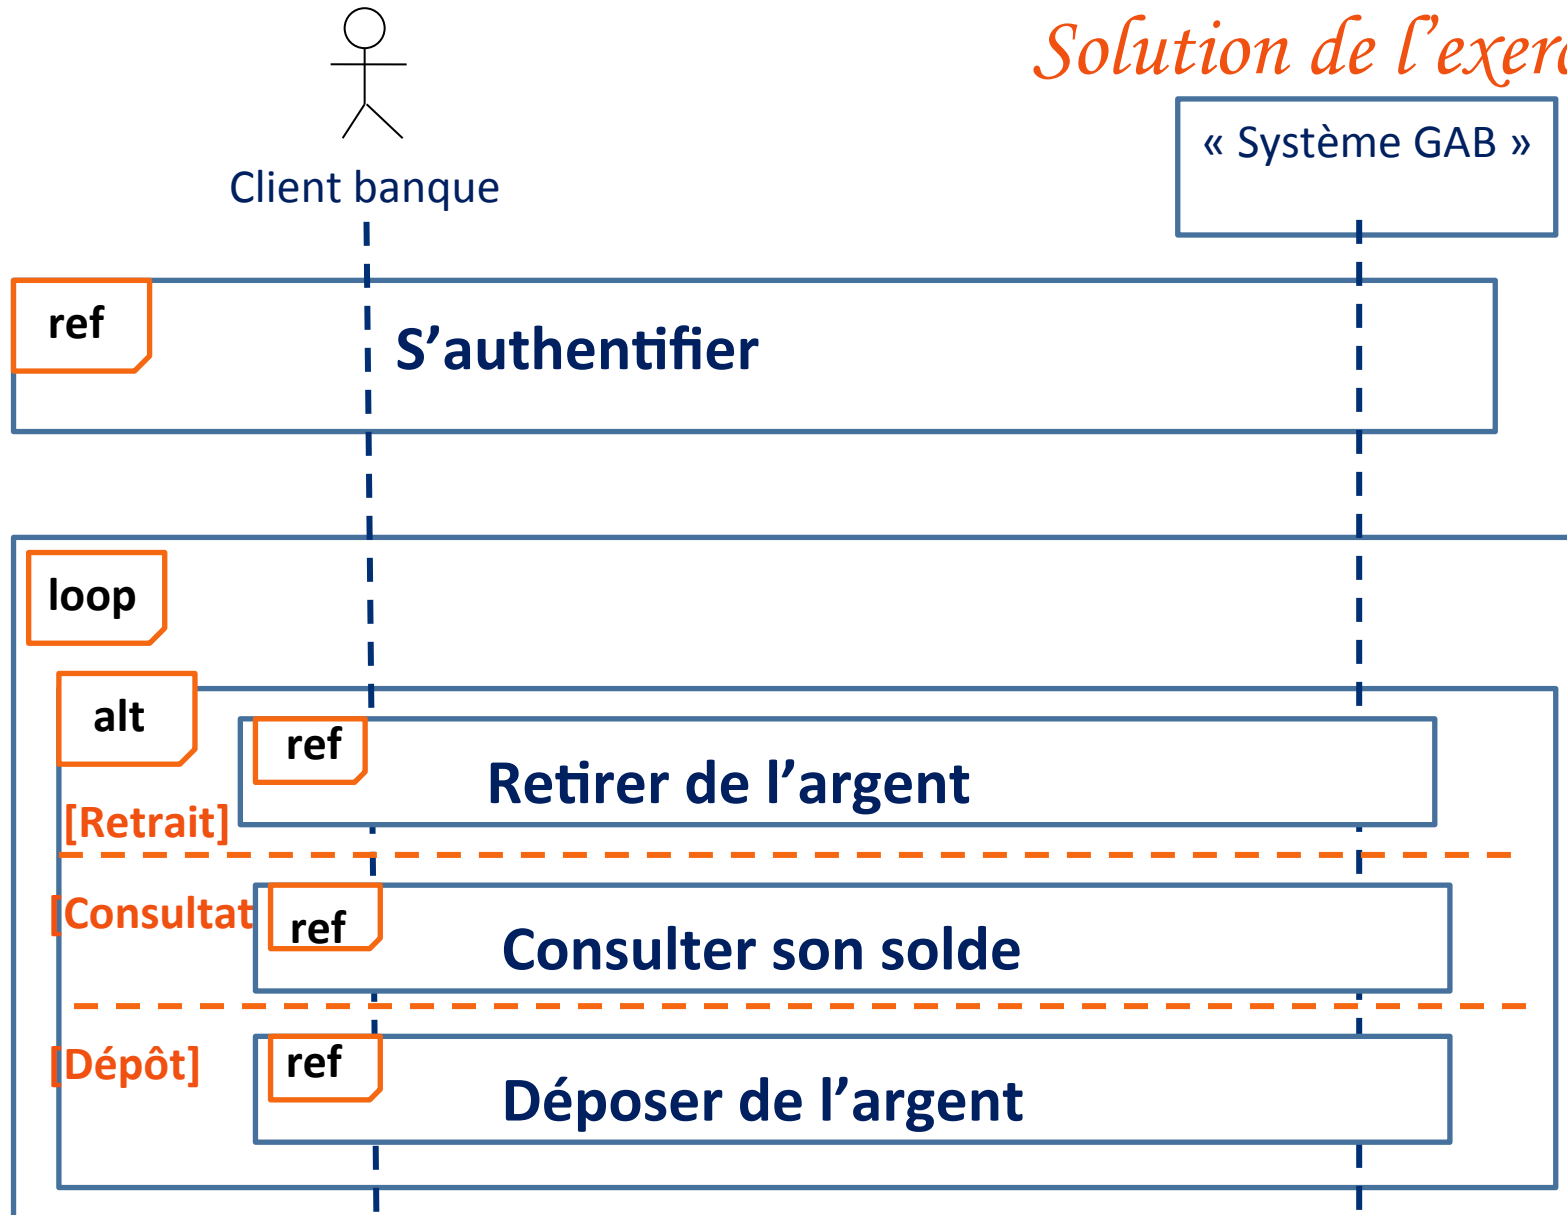 Solution de l’exer
« Système GAB »
Client banque
ref
S’authentifier
loop
alt
ref
Retirer de l’argent
[Retrait]
[Consultat
ref
Consulter son solde
[Dépôt]
ref
Déposer de l’argent